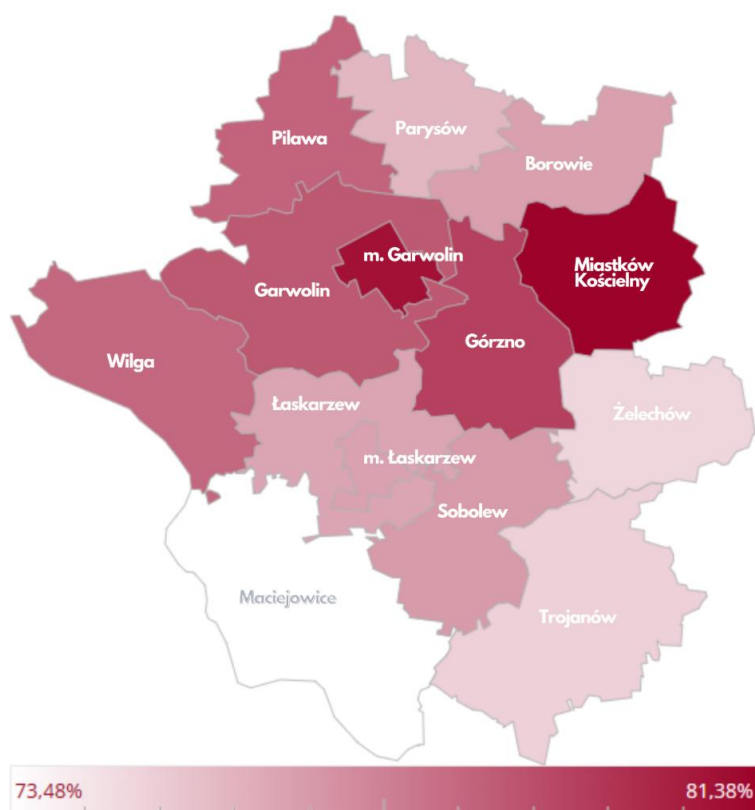 Pilawa
Parysów
Borowie
m. Garwolin
Miastków
Kościelny
Garwolin
Górzno
Wilga
Łaskarzew
Żelechów
m. Łaskarzew
Sobolew
Maciejowice
Trojanów
73,48%
81,38%